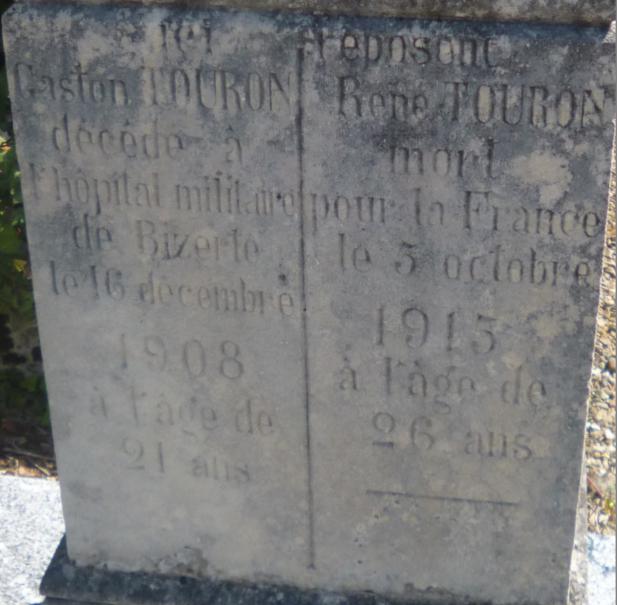 Ici reposent
Gaston TOURON
décédé à
l'hôpital militaire
de Bizerte
le 16 décembre
1908
à l'âge de
21 ans
René TOURON
mort
pour la France
le 5 octobre
1915
à l'âge de
26 ans